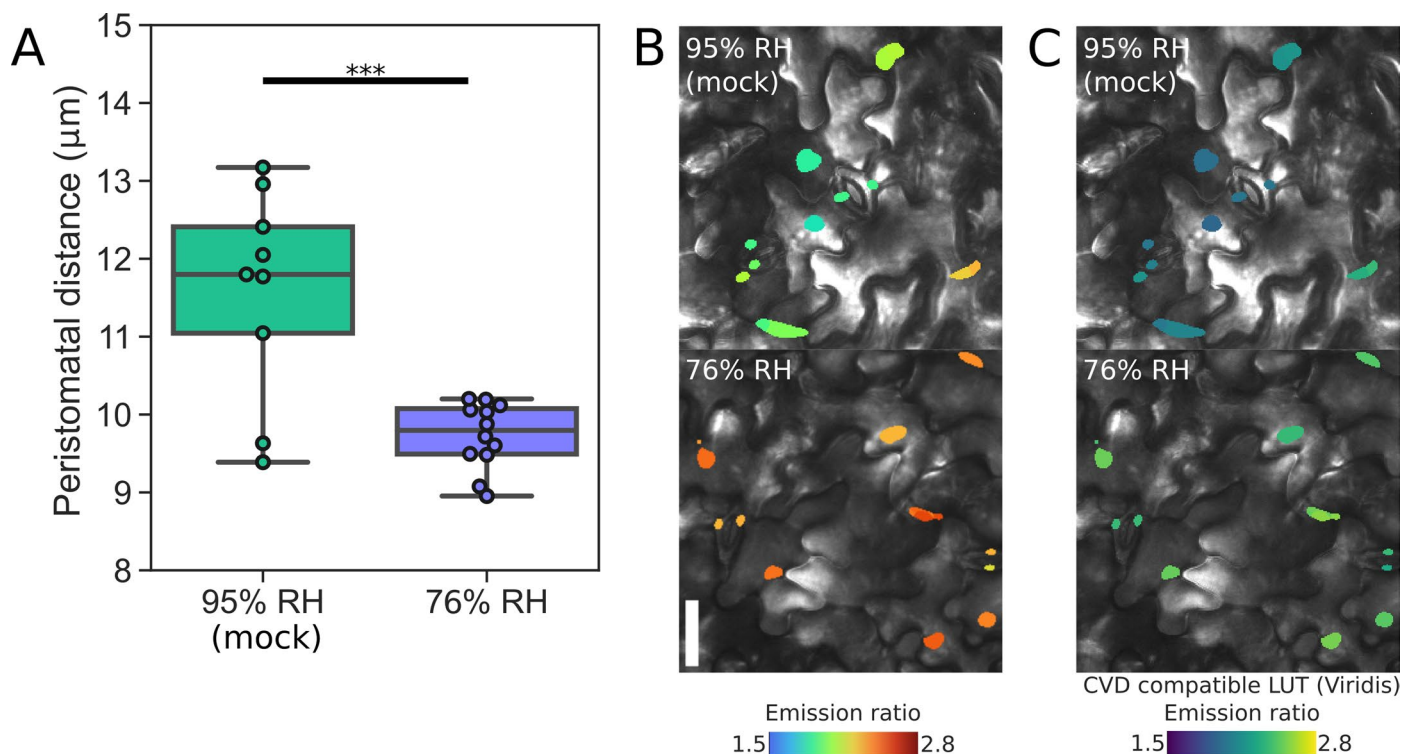 A
15
14
13
12
11
10
9
8
Peristomatal distance (µm)
***
95% RH
(mock)
76% RH
B
95% RH
(mock)
76% RH
Emission ratio
1.5
2.8
C
95% RH
(mock)
76% RH
CVD compatible LUT (Viridis)
Emission ratio
1.5
2.8